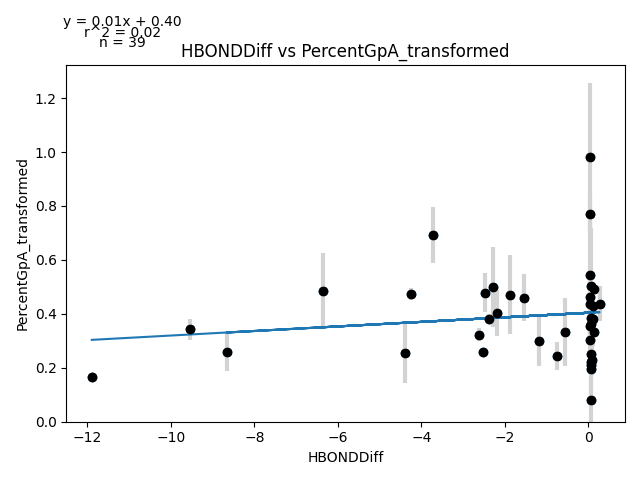 y = 0.01x + 0.40
r^2 = 0.02
n = 39
HBONDDiff vs PercentGpA_transformed
PercentGpA_transformed
1.2
1.0
0.8
0.6
0.4
0.2
0.0
−12
−10
−8
−6
−4
−2
0
HBONDDiff